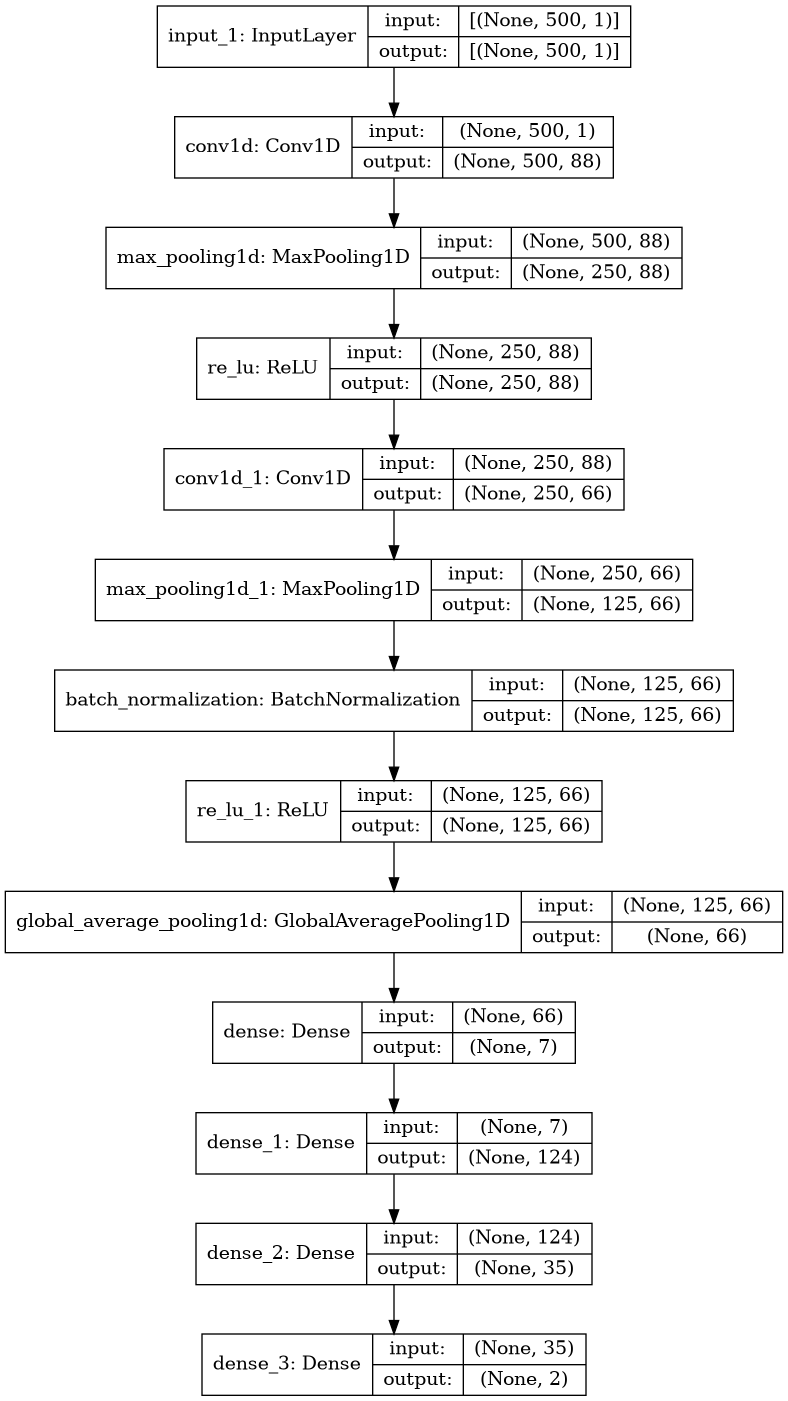 input_1: InputLayer
input: [(None, 500, 1)]
output: [(None, 500, 1)]
conv1d: Conv1D
input: (None, 500, 1)
output: (None, 500, 88)
max_pooling1d: MaxPooling1D
input: (None, 500, 88)
output: (None, 250, 88)
re_lu: ReLU
input: (None, 250, 88)
output: (None, 250, 88)
conv1d_1: Conv1D
input: (None, 250, 88)
output: (None, 250, 66)
max_pooling1d_1: MaxPooling1D
input: (None, 250, 66)
output: (None, 125, 66)
batch_normalization: BatchNormalization
input: (None, 125, 66)
output: (None, 125, 66)
re_lu_1: ReLU
input: (None, 125, 66)
output: (None, 125, 66)
global_average_pooling1d: GlobalAveragePooling1D
input: (None, 125, 66)
output: (None, 66)
dense: Dense
input: (None, 66)
output: (None, 7)
dense_1: Dense
input: (None, 7)
output: (None, 124)
dense_2: Dense
input: (None, 124)
output: (None, 35)
dense_3: Dense
input: (None, 35)
output: (None, 2)